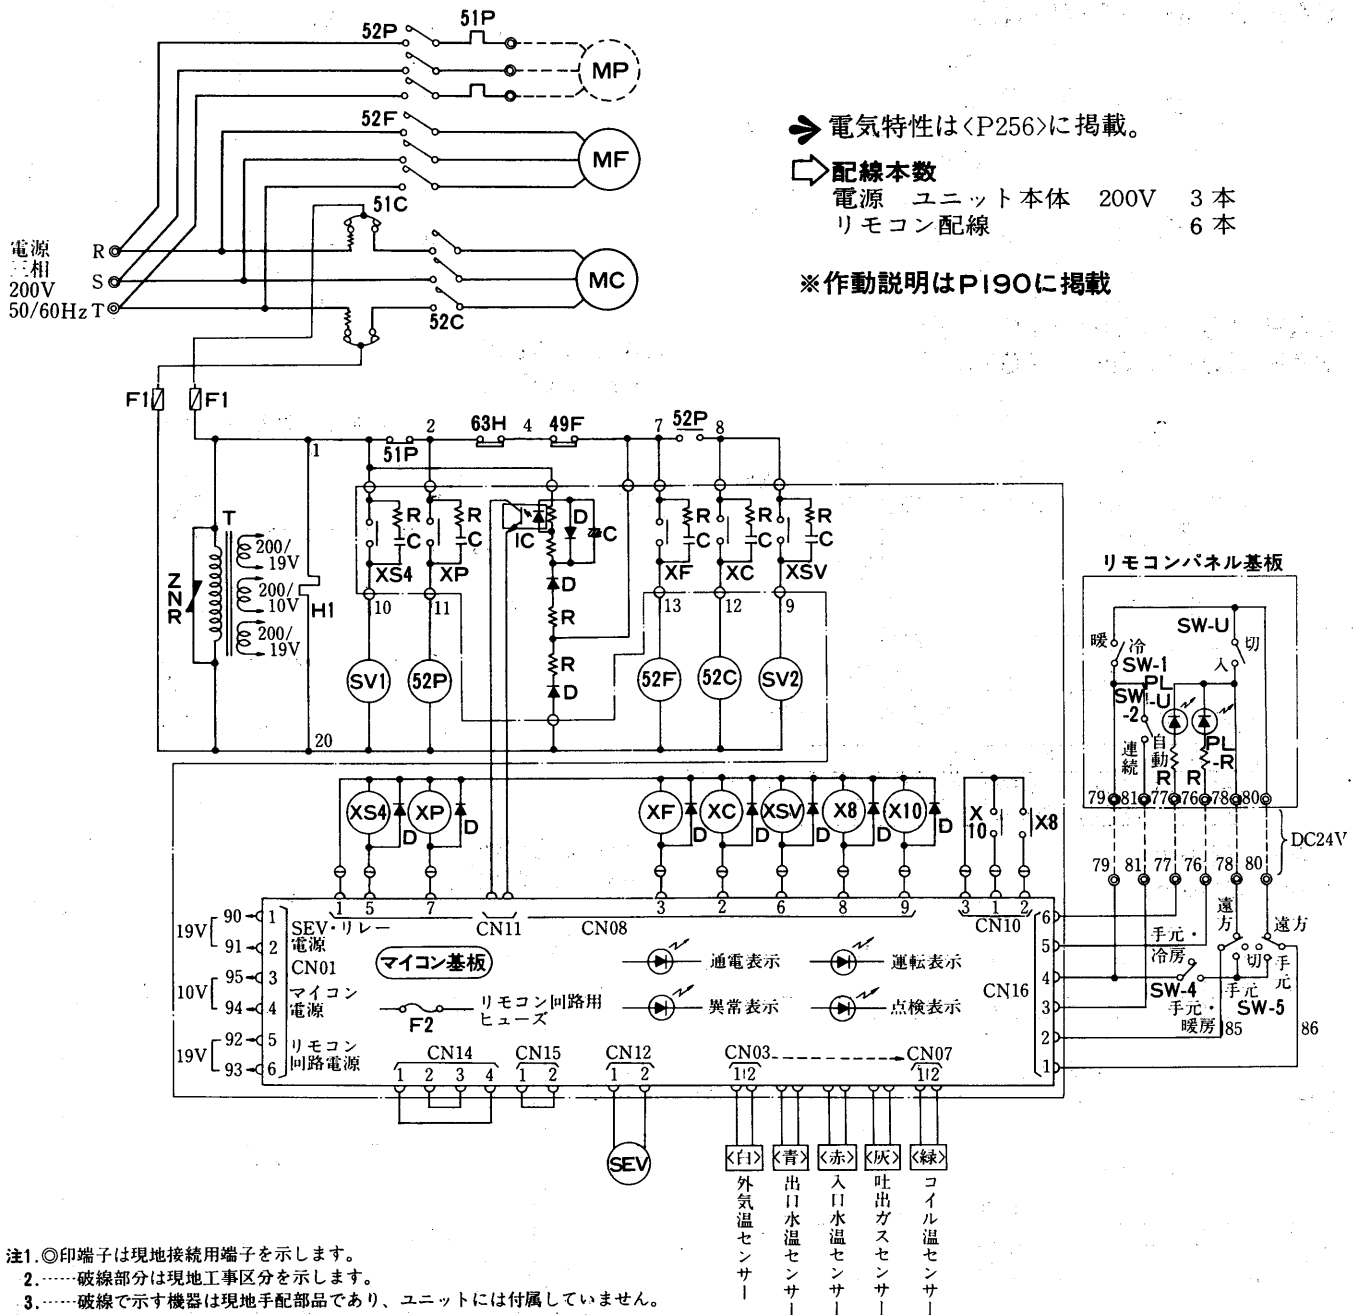 52P
51P
MP
52F
MF
51C
MC
52C
電源
三相
200V
50/60Hz
R
S
T
➔電気特性は<P256>に掲載。
⇨配線本数
電源 ユニット本体 200V 3本
リモコン配線 6本
※作動説明はP190に掲載
F1
F1
1
51P
2
63H
4
49F
7
52P
8
T
200/
19V
200/
10V
200/
19V
ZNR
H1
R
C
XS4
R
C
XP
IC
D
C
D
R
R
D
R
C
XF
R
C
XC
R
C
XSV
10
11
13
12
9
SV1
52P
52F
52C
SV2
20
リモコンパネル基板
暖
冷
SW-1
SW-U
切
入
SW
-2
連続
PL
-U
自動
PL
-R
R
R
79 81 77 76 78 80
DC24V
79 81 77 76 78 80
XS4
D
XP
D
XF
D
XC
D
XSV
D
X8
D
X10
D
X
10
X8
1 5 7 3 2 6 8 9 3 1 2
CN11
CN08
CN10
19V
90
91
10V
95
94
19V
92
93
1
2
3
4
5
6
SEV・リレー
電源
CN01
マイコン
電源
リモコン
回路電源
マイコン基板
F2
リモコン回路用
ヒューズ
通電表示
運転表示
異常表示
点検表示
6
5
4
3
2
1
CN16
遠方
遠方
手元・
冷房
切
手元
手元
SW-4
SW-5
手元・
暖房
85
86
CN14
1 2 3 4
CN15
1 2
CN12
1 2
SEV
CN03
1 2
CN07
1 2
<白>
外気温センサー
<青>
出口水温センサー
<赤>
入口水温センサー
<灰>
吐出ガスセンサー
<緑>
コイル温センサー
注1.◎印端子は現地接続用端子を示します。
2.……破線部分は現地工事区分を示します。
3.……破線で示す機器は現地手配部品であり、ユニットには付属していません。